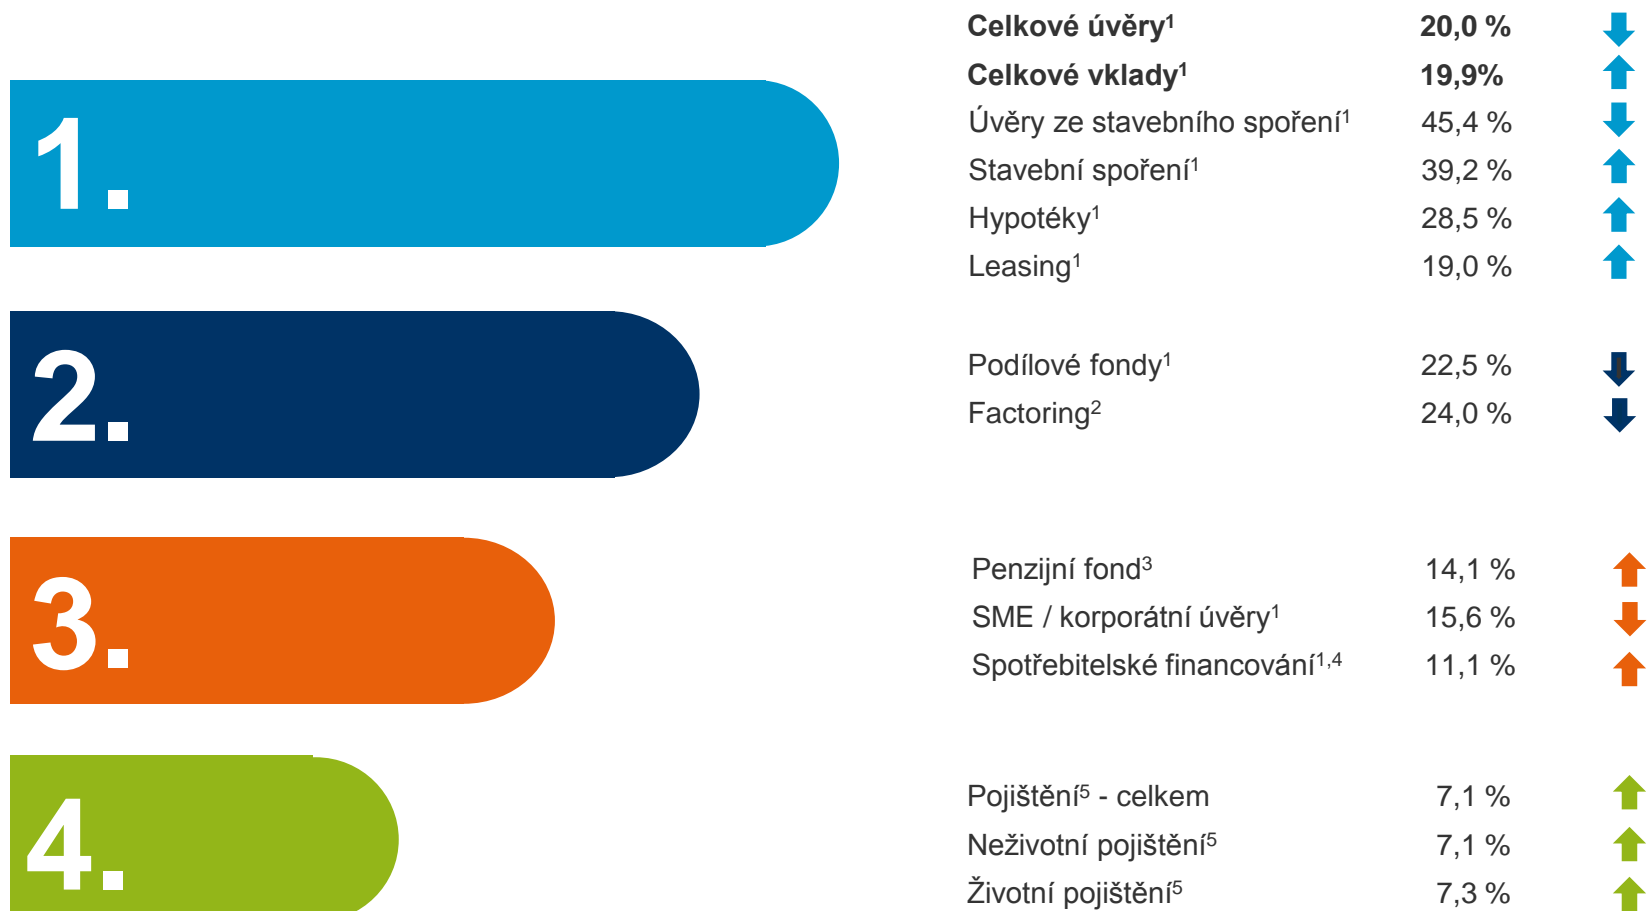 Celkové úvěry¹ 20,0 %
Celkové vklady¹ 19,9%
1.
Úvěry ze stavebního spoření¹ 45,4 %
Stavební spoření¹ 39,2 %
Hypotéky¹ 28,5 %
Leasing¹ 19,0 %
2.
Podílové fondy¹ 22,5 %
Factoring² 24,0 %
3.
Penzijní fond³ 14,1 %
SME / korporátní úvěry¹ 15,6 %
Spotřebitelské financování¹,⁴ 11,1 %
4.
Pojištění⁵ - celkem 7,1 %
Neživotní pojištění⁵ 7,1 %
Životní pojištění⁵ 7,3 %